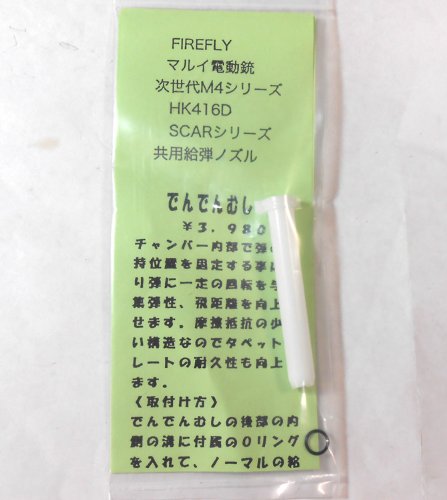 FIREFLY
マルイ電動銃
次世代M4シリーズ
HK416D
SCARシリーズ
共用給弾ノズル
でんでんむし
￥3，980
チャンバー内部で弾の
持位置を固定する事に
り弾に一定の回転を与
集弾性、飛距離を向上
せます。摩擦抵抗の少
い構造なのでタペット
レートの耐久性も向上
ます。
〈取付け方〉
でんでんむしの後部の内
側の溝に付属のOリング
を入れて、ノーマルの給